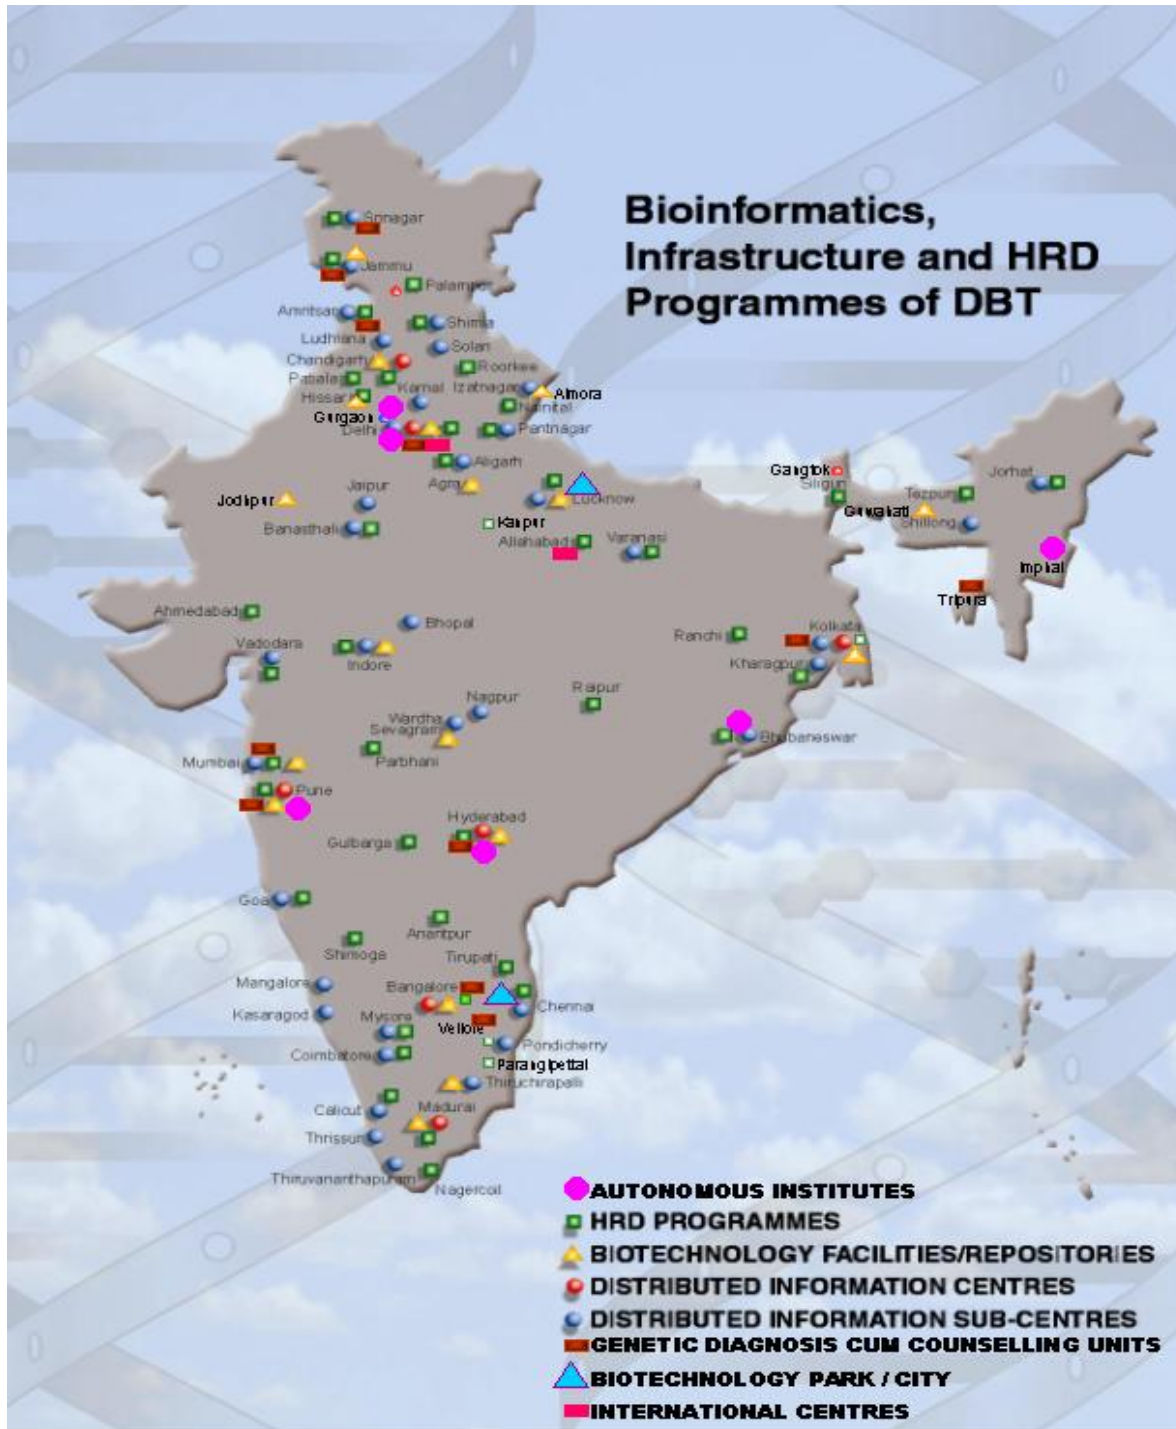 Bioinformatics,
Infrastructure and HRD
Programmes of DBT
Srinagar
Jammu
Palampur
Amritsar
Shimla
Ludhiana
Solan
Chandigarh
Roorkee
Patiala
Karnal
Izatnagar
Almora
Hissar
Nainital
Gurgaon
Delhi
Pantnagar
Aligarh
Gangtok
Siliguri
Jorhat
Agra
Jaipur
Jodhpur
Lucknow
Tezpur
Guwahati
Shillong
Banasthali
Kanpur
Allahabad
Varanasi
Imphal
Tripura
Ahmedabad
Bhopal
Kolkata
Ranchi
Vadodara
Indore
Kharagpur
Raipur
Nagpur
Wardha
Sevagram
Bhubaneswar
Mumbai
Parbhani
Pune
Hyderabad
Gulbarga
Goa
Anantpur
Shimoga
Tirupati
Mangalore
Bangalore
Chennai
Kasaragod
Mysore
Vellore
Pondicherry
Coimbatore
Parangipettai
Thiruchirapalli
Calicut
Madurai
Thrissur
Thiruvananthapuram
Nagercoil
AUTONOMOUS INSTITUTES
HRD PROGRAMMES
BIOTECHNOLOGY FACILITIES/REPOSITORIES
DISTRIBUTED INFORMATION CENTRES
DISTRIBUTED INFORMATION SUB-CENTRES
GENETIC DIAGNOSIS CUM COUNSELLING UNITS
BIOTECHNOLOGY PARK / CITY
INTERNATIONAL CENTRES